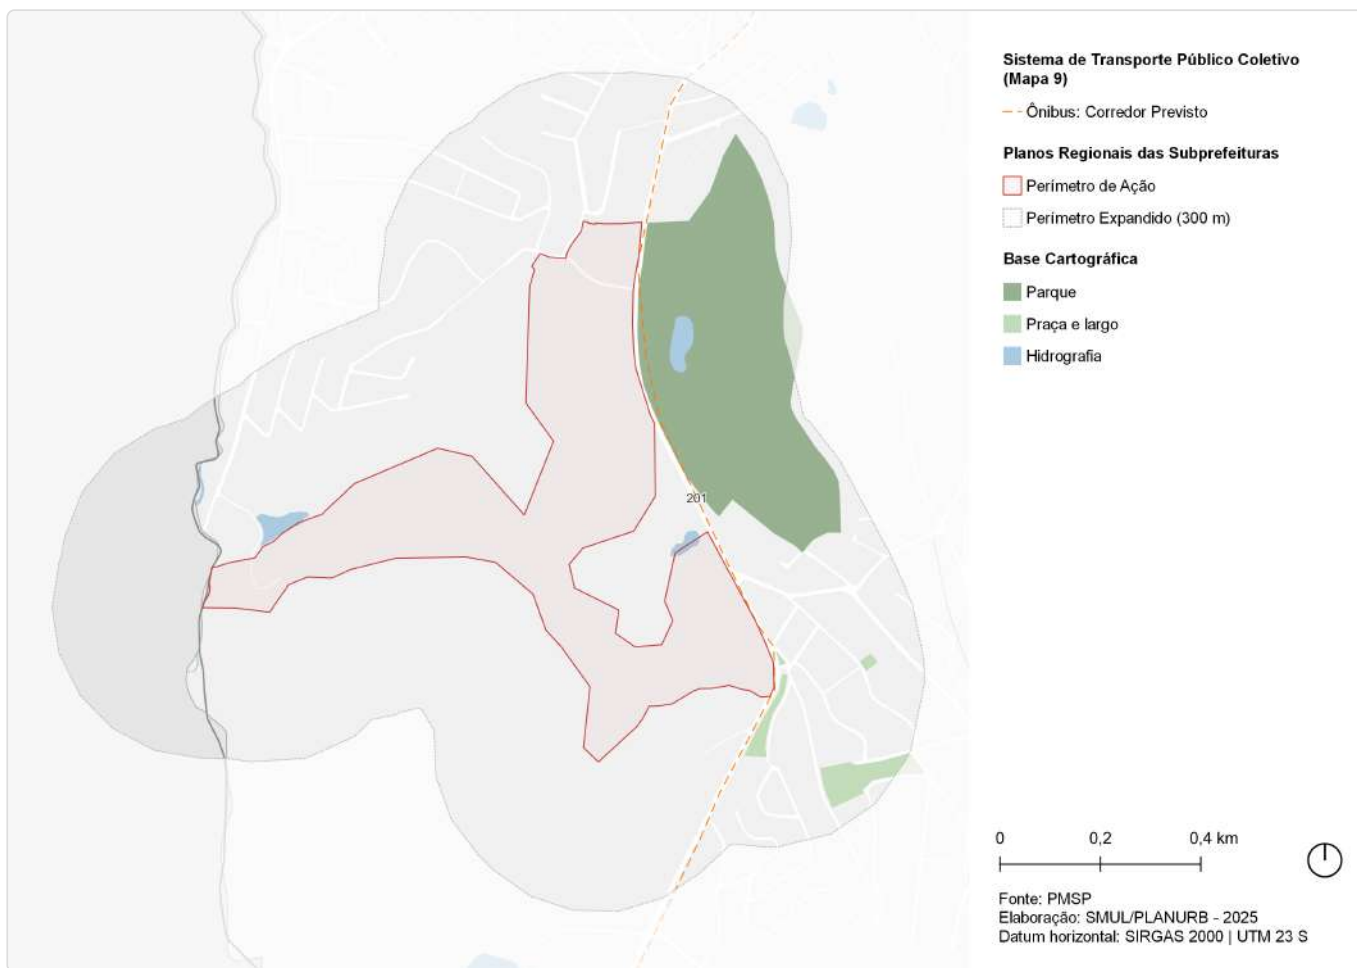 Sistema de Transporte Público Coletivo
(Mapa 9)
Ônibus: Corredor Previsto
Planos Regionais das Subprefeituras
Perímetro de Ação
Perímetro Expandido (300 m)
Base Cartográfica
Parque
Praça e largo
Hidrografia
201
0 0,2 0,4 km
Fonte: PMSP
Elaboração: SMUL/PLANURB - 2025
Datum horizontal: SIRGAS 2000 | UTM 23 S